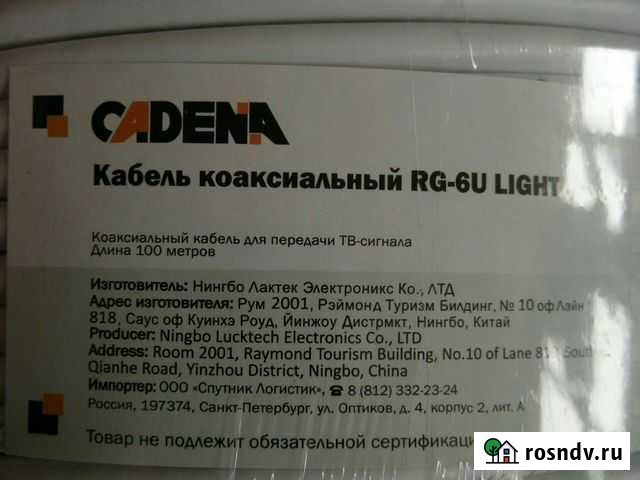 CADENA
Кабель коаксиальный RG-6U LIGHT
Коаксиальный кабель для передачи ТВ-сигнала
Длина 100 метров
Изготовитель: Нингбо Лактек Электроникс Ко., ЛТД
Адрес изготовителя: Рум 2001, Рэймонд Туризм Билдинг, № 10 оф Лэйн
818, Саус оф Куинхэ Роуд, Йинжоу Дистрмкт, Нингбо, Китай
Producer: Ningbo Lucktech Electronics Co., LTD
Address: Room 2001, Raymond Tourism Building, No.10 of Lane 818 South
Qianhe Road, Yinzhou District, Ningbo, China
Импортер: ООО «Спутник Логистик», ☎ 8 (812) 332-23-24
Россия, 197374, Санкт-Петербург, ул. Оптиков, д. 4, корпус 2, лит. А
Товар не подлежит обязательной сертификаци
rosndv.ru